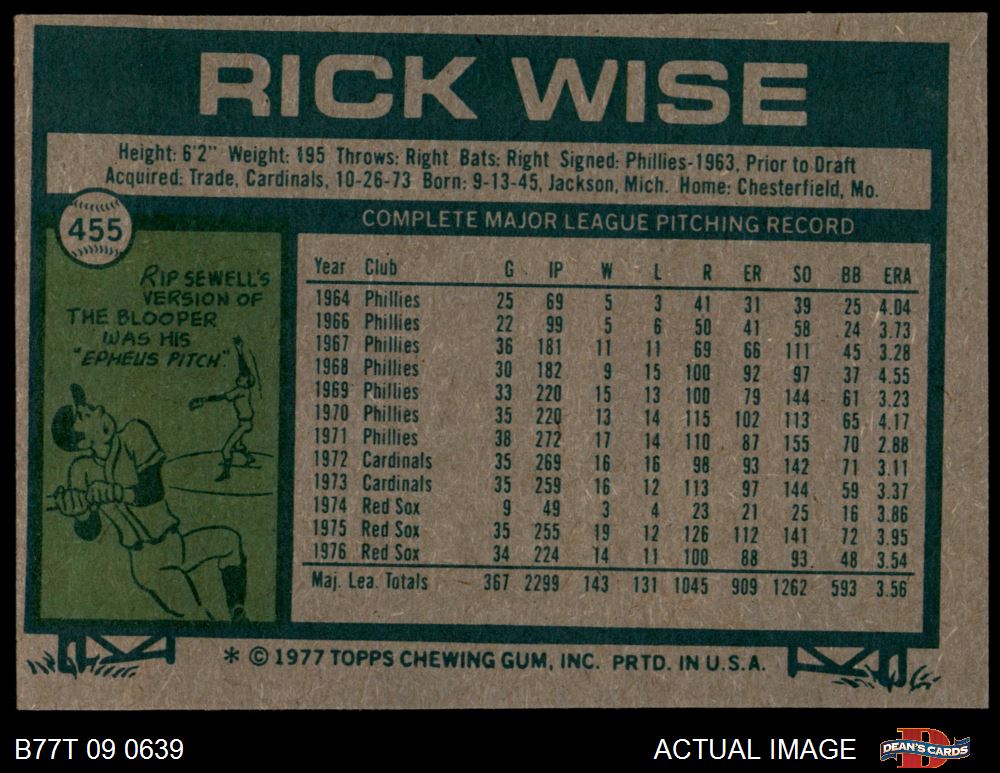 RICK WISE
Height: 6'2" Weight: 195 Throws: Right Bats: Right Signed: Phillies-1963, Prior to Draft
Acquired: Trade, Cardinals, 10-26-73 Born: 9-13-45, Jackson, Mich. Home: Chesterfield, Mo.
455
RIP SEWELL'S
VERSION OF
THE BLOOPER
WAS HIS
"EPHEUS PITCH".
COMPLETE MAJOR LEAGUE PITCHING RECORD
Year Club G IP W L R ER SO BB ERA
1964 Phillies 25 69 5 3 41 31 39 25 4.04
1966 Phillies 22 99 5 6 50 41 58 24 3.73
1967 Phillies 36 181 11 11 69 66 111 45 3.28
1968 Phillies 30 182 9 15 100 92 97 37 4.55
1969 Phillies 33 220 15 13 100 79 144 61 3.23
1970 Phillies 35 220 13 14 115 102 113 65 4.17
1971 Phillies 38 272 17 14 110 87 155 70 2.88
1972 Cardinals 35 269 16 16 98 93 142 71 3.11
1973 Cardinals 35 259 16 12 113 97 144 59 3.37
1974 Red Sox 9 49 3 4 23 21 25 16 3.86
1975 Red Sox 35 255 19 12 126 112 141 72 3.95
1976 Red Sox 34 224 14 11 100 88 93 48 3.54
Maj. Lea. Totals 367 2299 143 131 1045 909 1262 593 3.56
* © 1977 TOPPS CHEWING GUM, INC. PRTD. IN U.S.A.
B77T 09 0639
ACTUAL IMAGE
DEAN'S CARDS